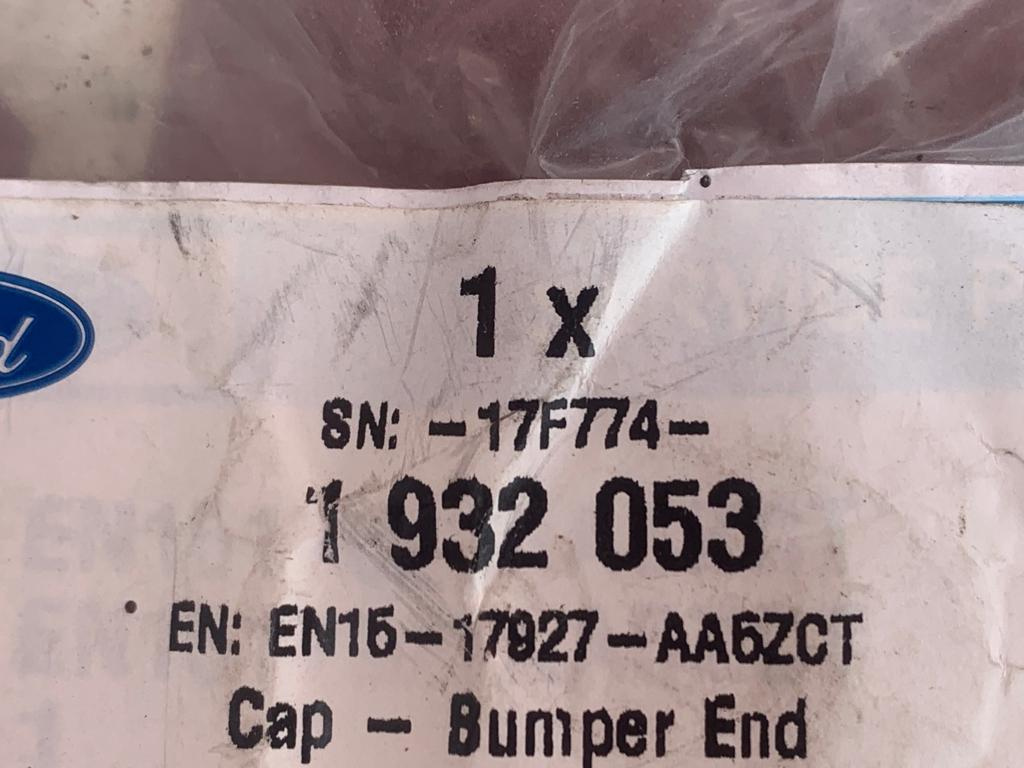 1 x
SN: -17F774-
1 932 053
EN: EN15-17927-AA5ZCT
Cap - Bumper End